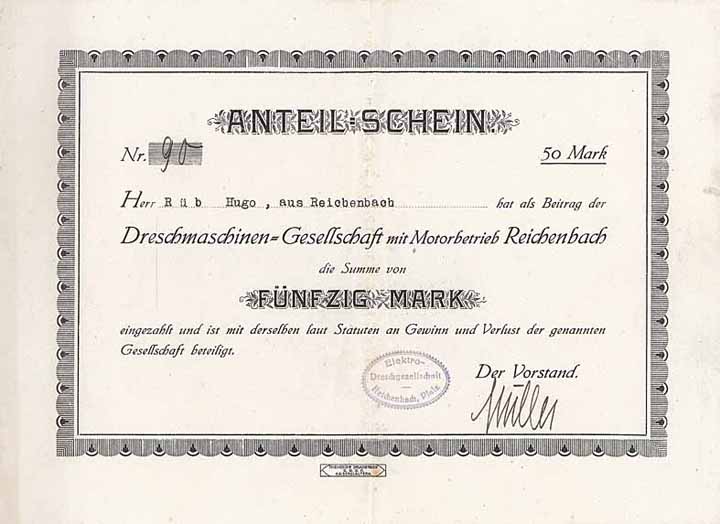 ANTEIL=SCHEIN.
Nr. 90
50 Mark
Herr Rüb Hugo, aus Reichenbach hat als Beitrag der
Dreschmaschinen=Gesellschaft mit Motorbetrieb Reichenbach
die Summe von
FÜNFZIG MARK
eingezahlt und ist mit derselben laut Statuten an Gewinn und Verlust der genannten
Gesellschaft beteiligt.
Elektro-
Dreschgesellschaft
Reichenbach, Pfalz
Der Vorstand.
Müller